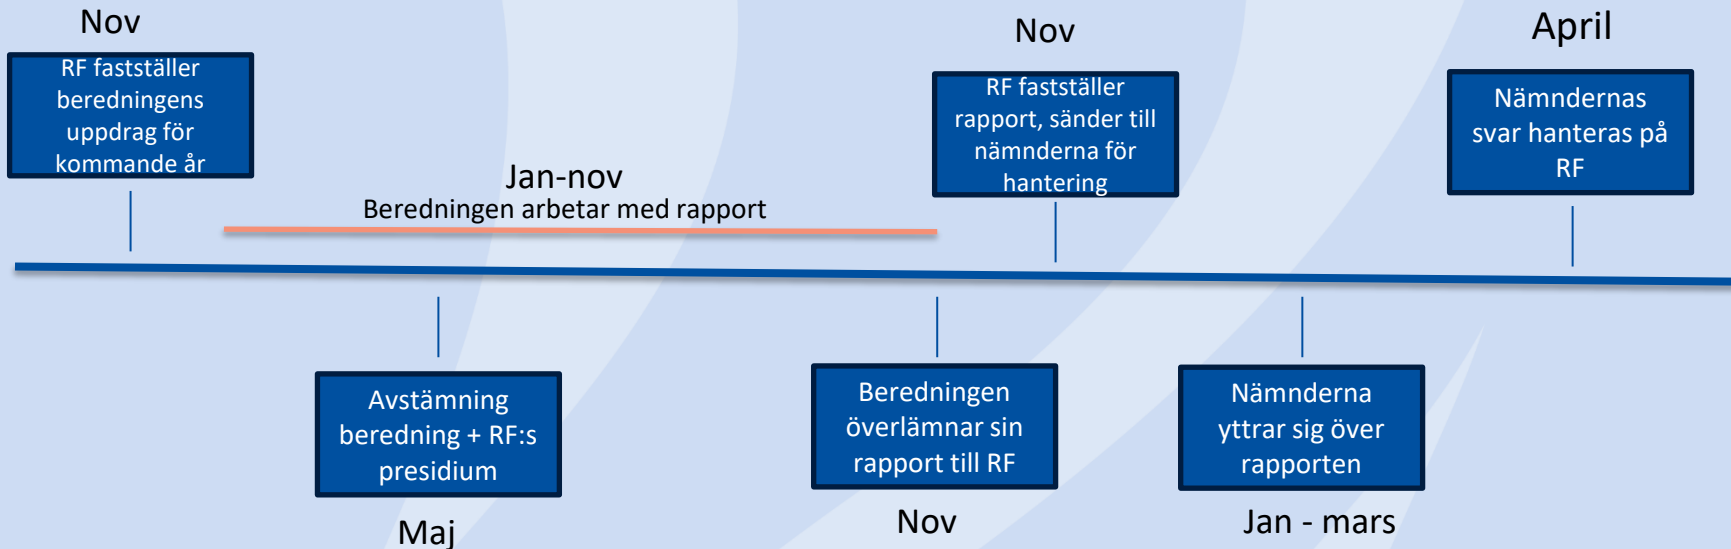 Nov
RF fastställer
beredningens
uppdrag för
kommande år
Jan-nov
Beredningen arbetar med rapport
Nov
RF fastställer
rapport, sänder till
nämnderna för
hantering
April
Nämndernas
svar hanteras på
RF
Avstämning
beredning + RF:s
presidium
Maj
Beredningen
överlämnar sin
rapport till RF
Nov
Nämnderna
yttrar sig över
rapporten
Jan - mars